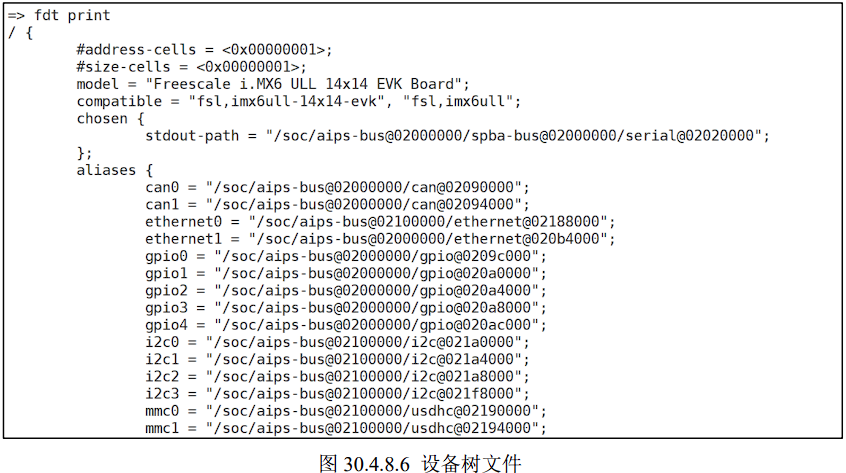 => fdt print
/ {
        #address-cells = <0x00000001>;
        #size-cells = <0x00000001>;
        model = "Freescale i.MX6 ULL 14x14 EVK Board";
        compatible = "fsl,imx6ull-14x14-evk", "fsl,imx6ull";
        chosen {
                stdout-path = "/soc/aips-bus@02000000/spba-bus@02000000/serial@02020000";
        };
        aliases {
                can0 = "/soc/aips-bus@02000000/can@02090000";
                can1 = "/soc/aips-bus@02000000/can@02094000";
                ethernet0 = "/soc/aips-bus@02100000/ethernet@02188000";
                ethernet1 = "/soc/aips-bus@02000000/ethernet@020b4000";
                gpio0 = "/soc/aips-bus@02000000/gpio@0209c000";
                gpio1 = "/soc/aips-bus@02000000/gpio@020a0000";
                gpio2 = "/soc/aips-bus@02000000/gpio@020a4000";
                gpio3 = "/soc/aips-bus@02000000/gpio@020a8000";
                gpio4 = "/soc/aips-bus@02000000/gpio@020ac000";
                i2c0 = "/soc/aips-bus@02100000/i2c@021a0000";
                i2c1 = "/soc/aips-bus@02100000/i2c@021a4000";
                i2c2 = "/soc/aips-bus@02100000/i2c@021a8000";
                i2c3 = "/soc/aips-bus@02100000/i2c@021f8000";
                mmc0 = "/soc/aips-bus@02100000/usdhc@02190000";
                mmc1 = "/soc/aips-bus@02100000/usdhc@02194000";
图 30.4.8.6 设备树文件